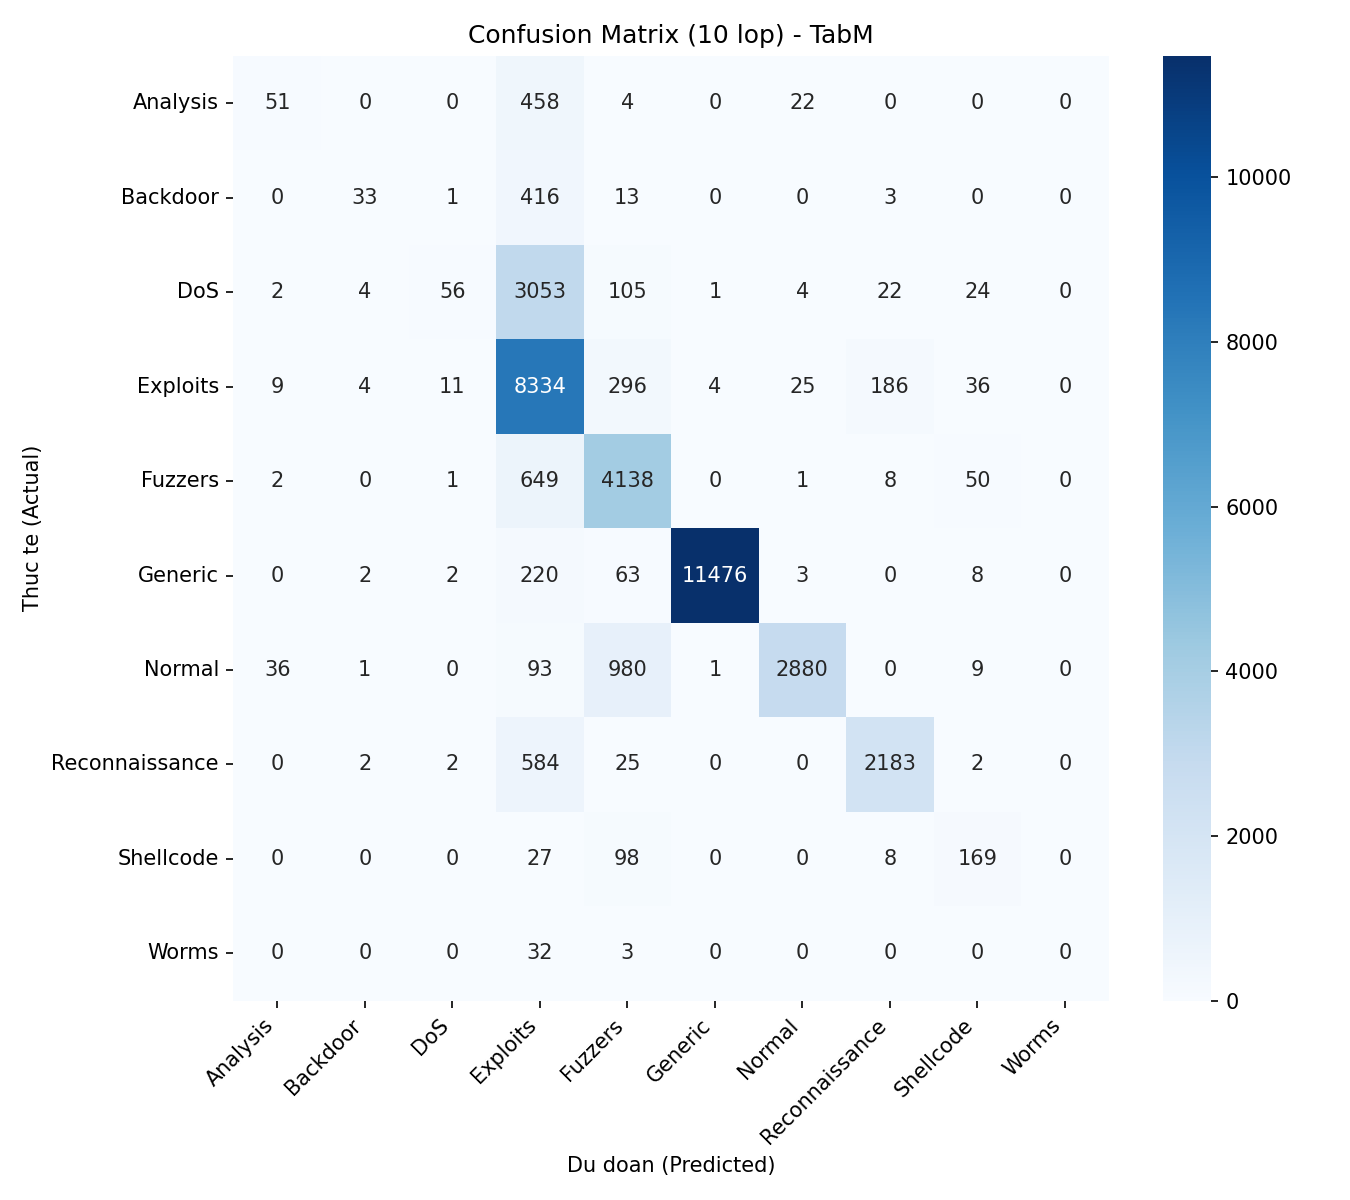 Confusion Matrix (10 lop) - TabM
Thuc te (Actual)
Analysis 51 0 0 458 4 0 22 0 0 0
Backdoor 0 33 1 416 13 0 0 3 0 0
DoS 2 4 56 3053 105 1 4 22 24 0
Exploits 9 4 11 8334 296 4 25 186 36 0
Fuzzers 2 0 1 649 4138 0 1 8 50 0
Generic 0 2 2 220 63 11476 3 0 8 0
Normal 36 1 0 93 980 1 2880 0 9 0
Reconnaissance 0 2 2 584 25 0 0 2183 2 0
Shellcode 0 0 0 27 98 0 0 8 169 0
Worms 0 0 0 32 3 0 0 0 0 0
Analysis Backdoor DoS Exploits Fuzzers Generic Normal Reconnaissance Shellcode Worms
Du doan (Predicted)
10000
8000
6000
4000
2000
0